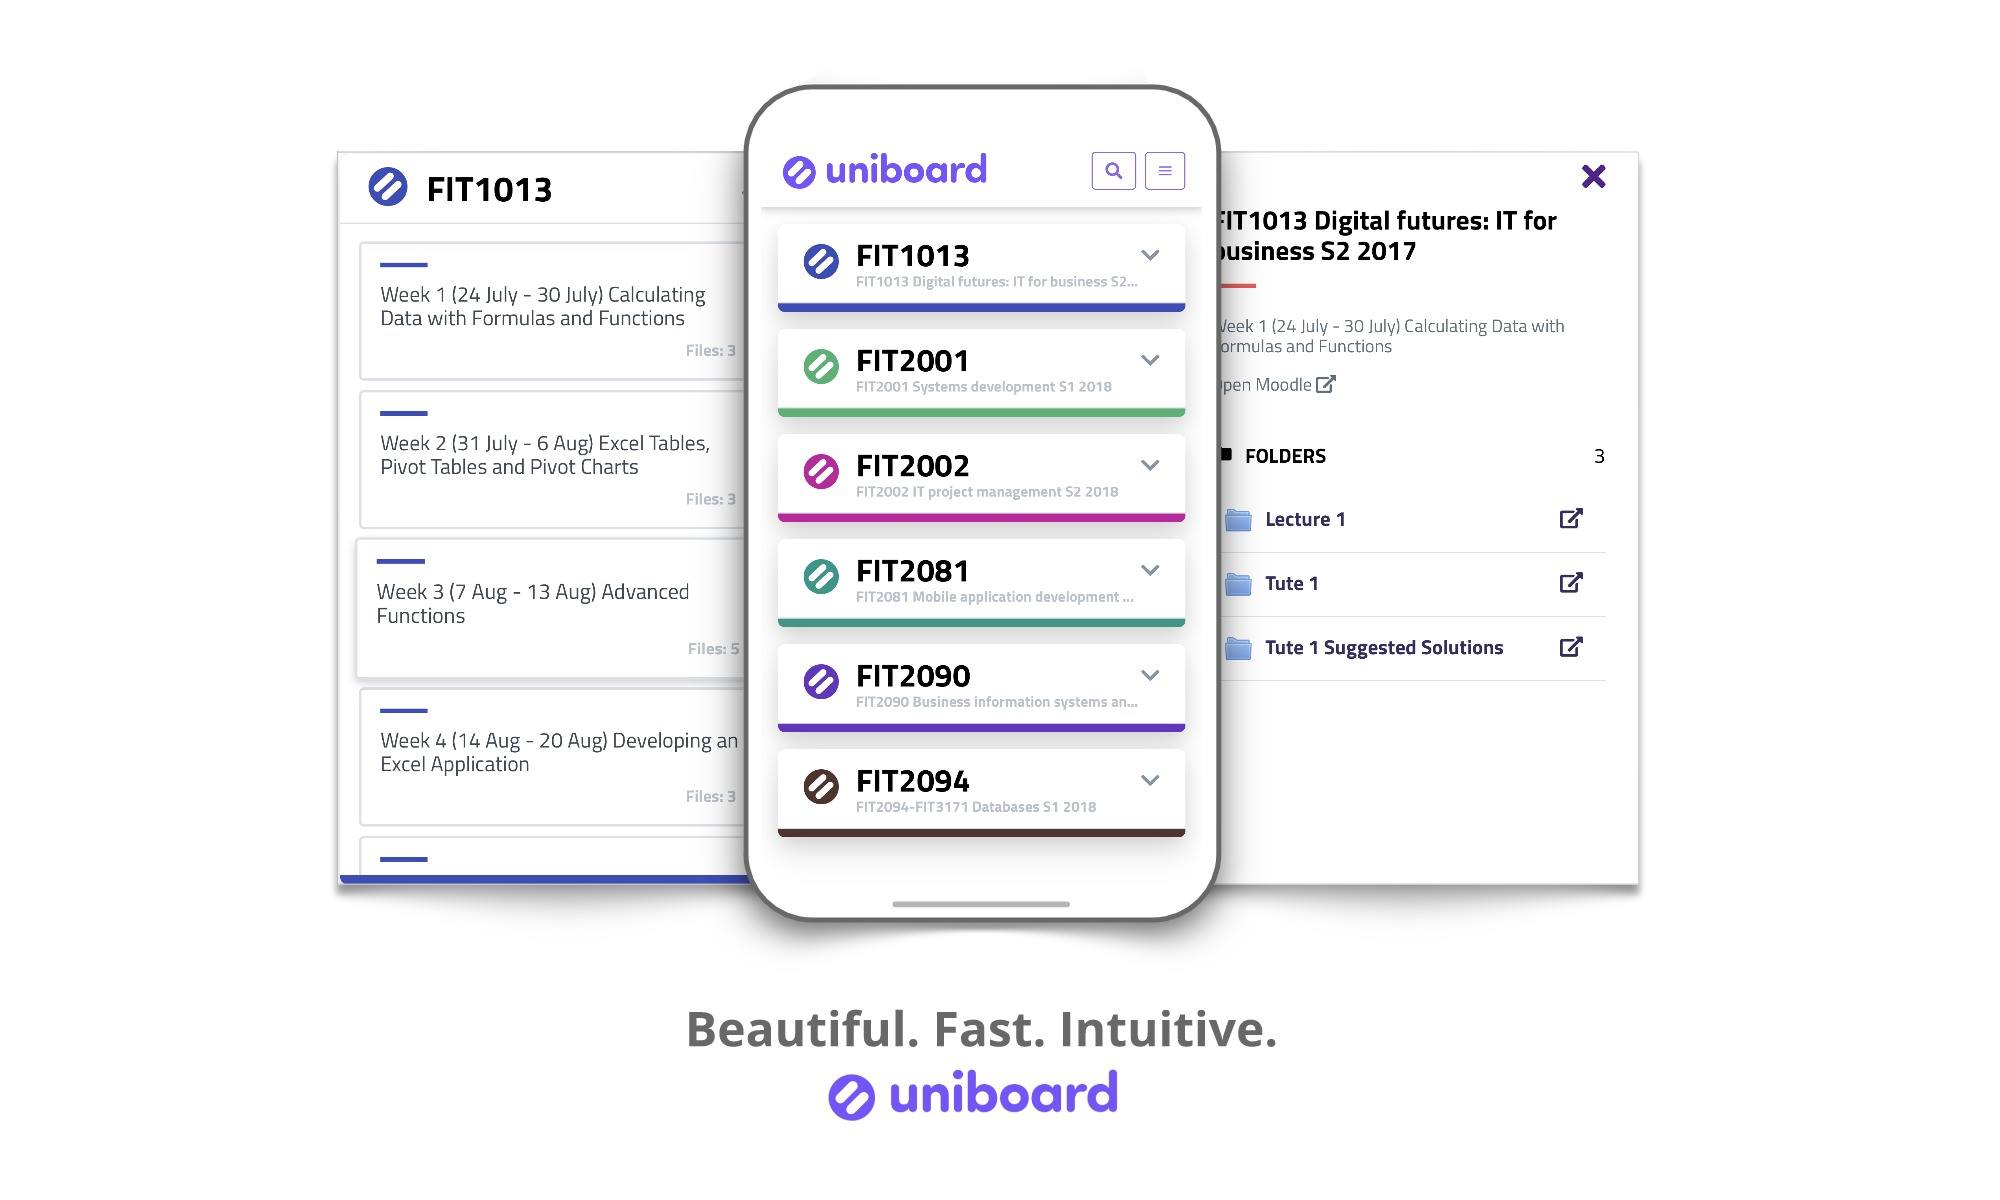 FIT1013
Week 1 (24 July - 30 July) Calculating
Data with Formulas and Functions
Files: 3
Week 2 (31 July - 6 Aug) Excel Tables,
Pivot Tables and Pivot Charts
Files: 3
Week 3 (7 Aug - 13 Aug) Advanced
Functions
Files: 5
Week 4 (14 Aug - 20 Aug) Developing an
Excel Application
Files: 3
uniboard
FIT1013
FIT1013 Digital futures: IT for business S2...
FIT2001
FIT2001 Systems development S1 2018
FIT2002
FIT2002 IT project management S2 2018
FIT2081
FIT2081 Mobile application development ...
FIT2090
FIT2090 Business information systems an...
FIT2094
FIT2094-FIT3171 Databases S1 2018
FIT1013 Digital futures: IT for
business S2 2017
Week 1 (24 July - 30 July) Calculating Data with
Formulas and Functions
Open Moodle
FOLDERS 3
Lecture 1
Tute 1
Tute 1 Suggested Solutions
Beautiful. Fast. Intuitive.
uniboard